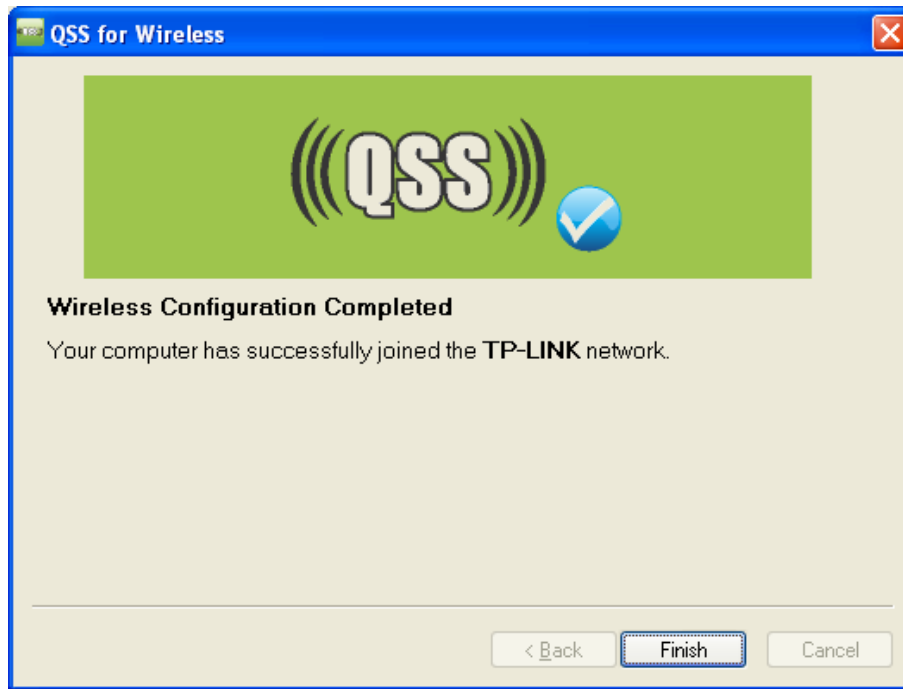 QSS for Wireless
(((QSS)))
Wireless Configuration Completed
Your computer has successfully joined the TP-LINK network.
< Back Finish Cancel